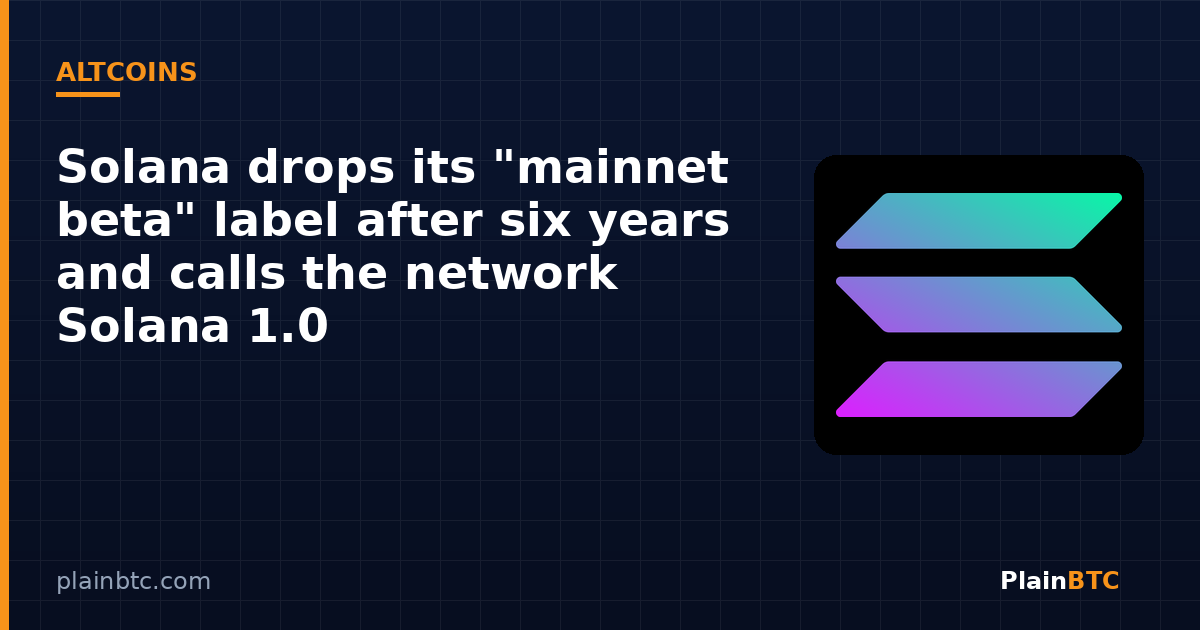 ALTCOINS
Solana drops its "mainnet
beta" label after six years
and calls the network
Solana 1.0
plainbtc.com
PlainBTC